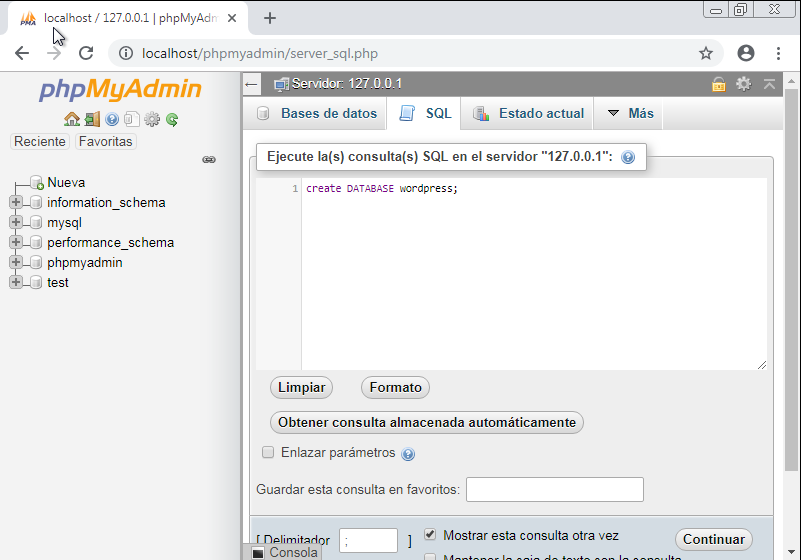 localhost / 127.0.0.1 | phpMyAdm
localhost/phpmyadmin/server_sql.php
phpMyAdmin
Reciente Favoritas
Nueva
information_schema
mysql
performance_schema
phpmyadmin
test
Servidor: 127.0.0.1
Bases de datos SQL Estado actual Más
Ejecute la(s) consulta(s) SQL en el servidor "127.0.0.1":
1 create DATABASE wordpress;
Limpiar Formato
Obtener consulta almacenada automáticamente
Enlazar parámetros
Guardar esta consulta en favoritos:
[ Delimitador ; ] Mostrar esta consulta otra vez Continuar
Mantener la caja de texto con la consulta
Consola